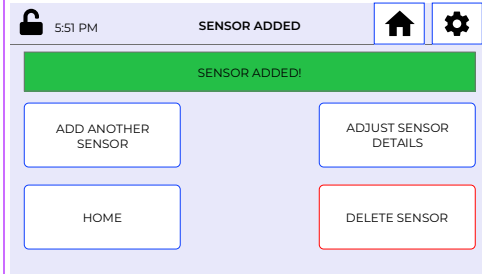 5:51 PM
SENSOR ADDED
SENSOR ADDED!
ADD ANOTHER
SENSOR
ADJUST SENSOR
DETAILS
HOME
DELETE SENSOR